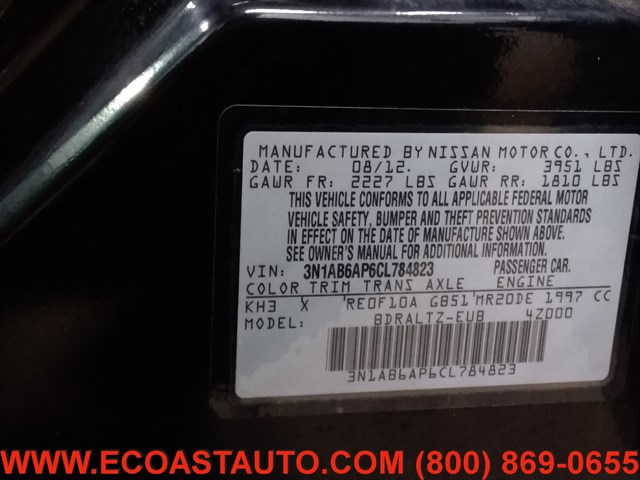 MANUFACTURED BY NISSAN MOTOR CO., LTD.
DATE: 08/12. GVWR: 3951 LBS
GAWR FR: 2227 LBS GAWR RR: 1810 LBS
THIS VEHICLE CONFORMS TO ALL APPLICABLE FEDERAL MOTOR
VEHICLE SAFETY, BUMPER AND THEFT PREVENTION STANDARDS
IN EFFECT ON THE DATE OF MANUFACTURE SHOWN ABOVE.
SEE OWNER'S MANUAL FOR ADDITIONAL INFORMATION.
VIN: 3N1AB6AP6CL784823 PASSENGER CAR.
COLOR TRIM TRANS AXLE ENGINE
KH3 X 'RE0F10A GB51'MR20DE 1997 CC
MODEL: BDRALTZ-EUB 4Z000
3N1AB6AP6CL784823
WWW.ECOASTAUTO.COM (800) 869-0655